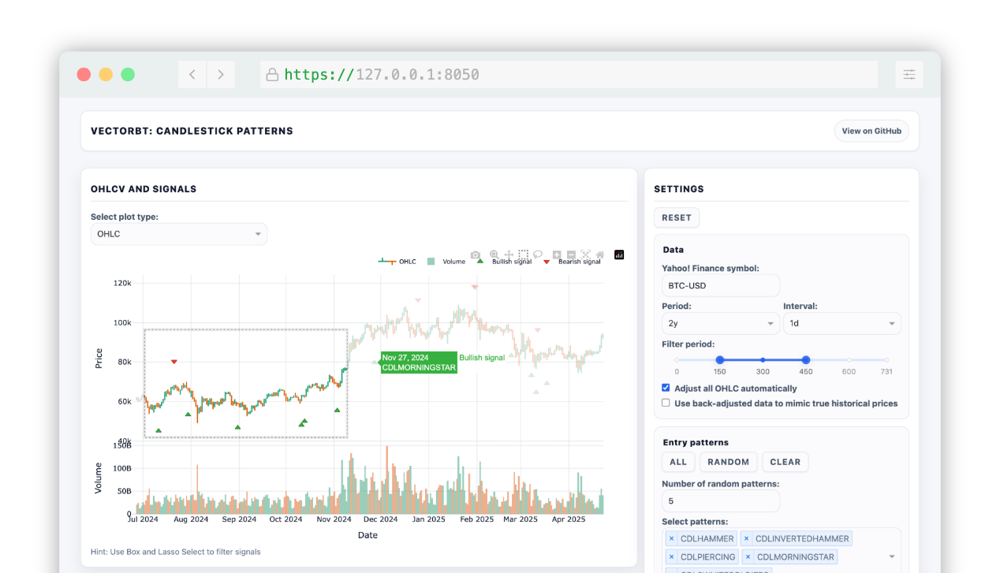 https://127.0.0.1:8050
VECTORBT: CANDLESTICK PATTERNS
View on GitHub
OHLCV AND SIGNALS
Select plot type:
OHLC
OHLC Volume Bullish signal Bearish signal
120k
100k
80k
60k
40k
Price
Nov 27, 2024
CDLMORNINGSTAR
Bullish signal
150B
100B
50B
0
Volume
Jul 2024 Aug 2024 Sep 2024 Oct 2024 Nov 2024 Dec 2024 Jan 2025 Feb 2025 Mar 2025 Apr 2025
Date
Hint: Use Box and Lasso Select to filter signals
SETTINGS
RESET
Data
Yahoo! Finance symbol:
BTC-USD
Period: Interval:
2y 1d
Filter period:
0 150 300 450 600 731
Adjust all OHLC automatically
Use back-adjusted data to mimic true historical prices
Entry patterns
ALL RANDOM CLEAR
Number of random patterns:
5
Select patterns:
× CDLHAMMER × CDLINVERTEDHAMMER
× CDLPIERCING × CDLMORNINGSTAR